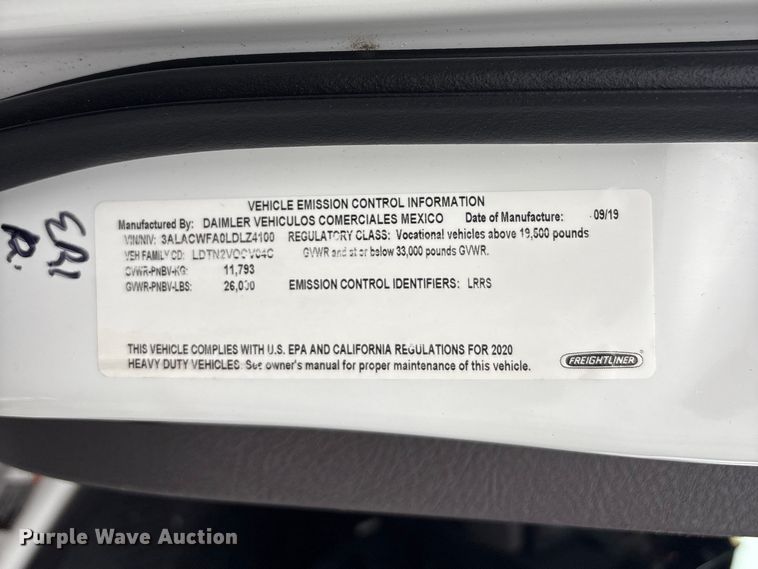 VEHICLE EMISSION CONTROL INFORMATION
Manufactured By: DAIMLER VEHICULOS COMERCIALES MEXICO Date of Manufacture: 09/19
VIN/NIV: 3ALACWFA0LDLZ4100 REGULATORY CLASS: Vocational vehicles above 19,500 pounds
VEH FAMILY CD: GVWR and at or below 33,000 pounds GVWR.
GVWR-PNBV-KG: 11,793
GVWR-PNBV-LBS: 26,000 EMISSION CONTROL IDENTIFIERS: LRRS
THIS VEHICLE COMPLIES WITH U.S. EPA AND CALIFORNIA REGULATIONS FOR 2020
HEAVY DUTY VEHICLES. See owner's manual for proper maintenance of this vehicle.
FREIGHTLINER
Purple Wave Auction